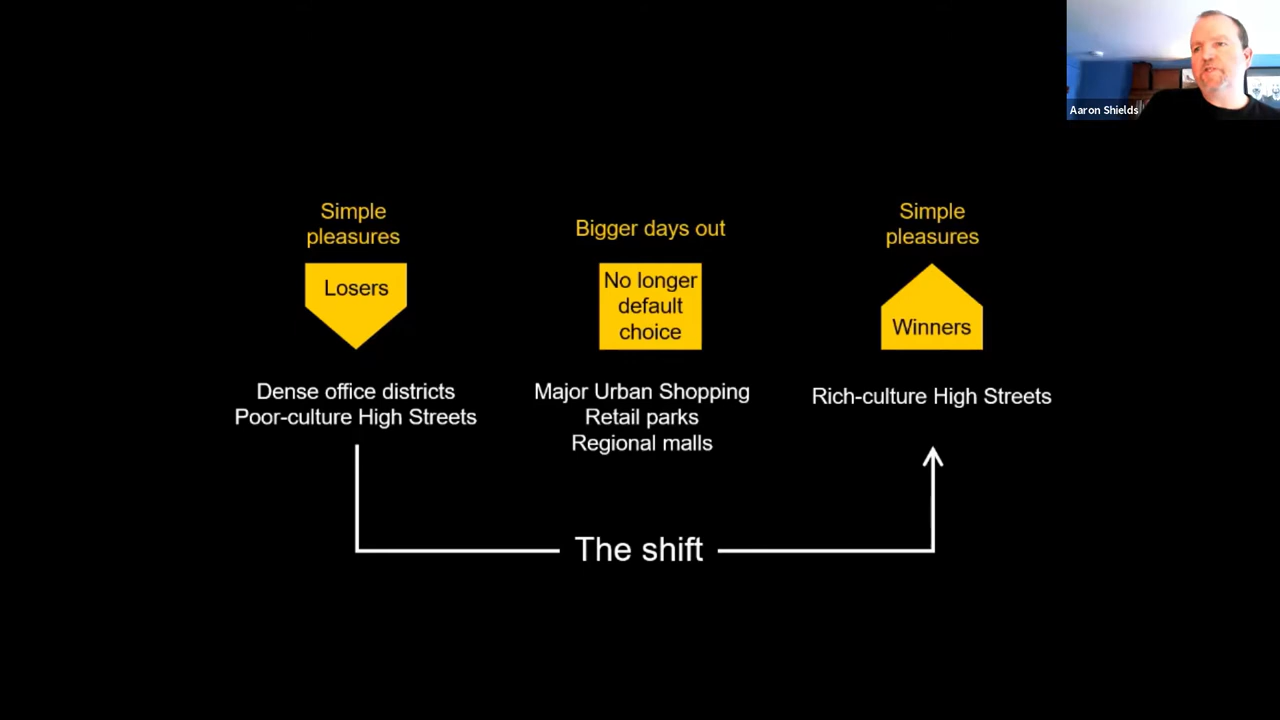 Aaron Shields
Simple
pleasures
Losers
Dense office districts
Poor-culture High Streets
Bigger days out
No longer
default
choice
Major Urban Shopping
Retail parks
Regional malls
Simple
pleasures
Winners
Rich-culture High Streets
The shift